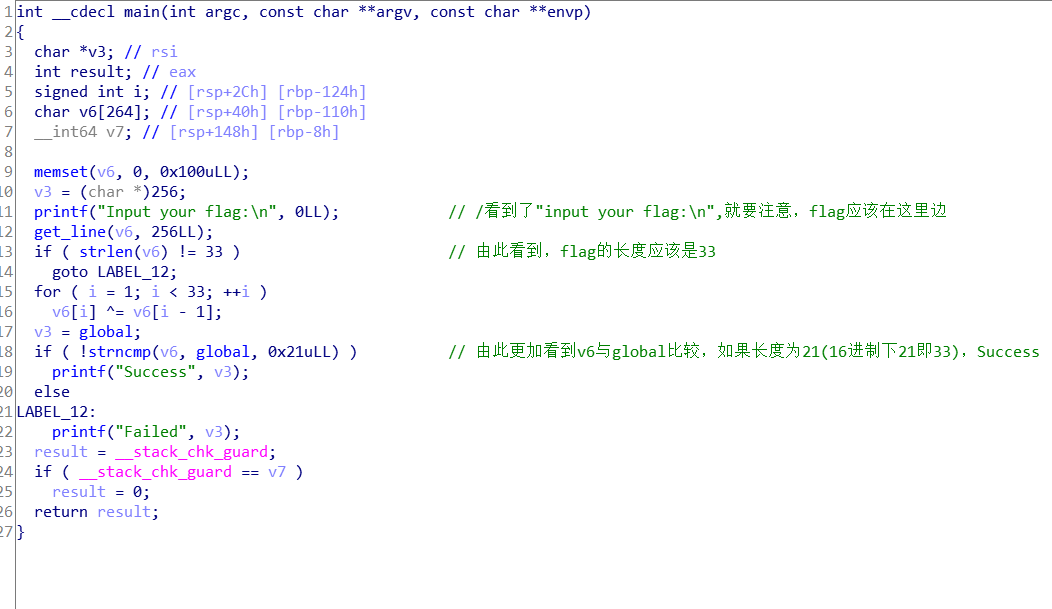 1 int __cdecl main(int argc, const char **argv, const char **envp)
2 {
3 char *v3; // rsi
4 int result; // eax
5 signed int i; // [rsp+2Ch] [rbp-124h]
6 char v6[264]; // [rsp+40h] [rbp-110h]
7 __int64 v7; // [rsp+148h] [rbp-8h]
8
9 memset(v6, 0, 0x100uLL);
10 v3 = (char *)256;
11 printf("Input your flag:\n", 0LL); // /看到了"input your flag:\n",就要注意，flag应该在这里边
12 get_line(v6, 256LL);
13 if ( strlen(v6) != 33 ) // 由此看到，flag的长度应该是33
14 goto LABEL_12;
15 for ( i = 1; i < 33; ++i )
16 v6[i] ^= v6[i - 1];
17 v3 = global;
18 if ( !strncmp(v6, global, 0x21uLL) ) // 由此更加看到v6与global比较，如果长度为21(16进制下21即33)，Success
19 printf("Success", v3);
20 else
21 LABEL_12:
22 printf("Failed", v3);
23 result = __stack_chk_guard;
24 if ( __stack_chk_guard == v7 )
25 result = 0;
26 return result;
27 }